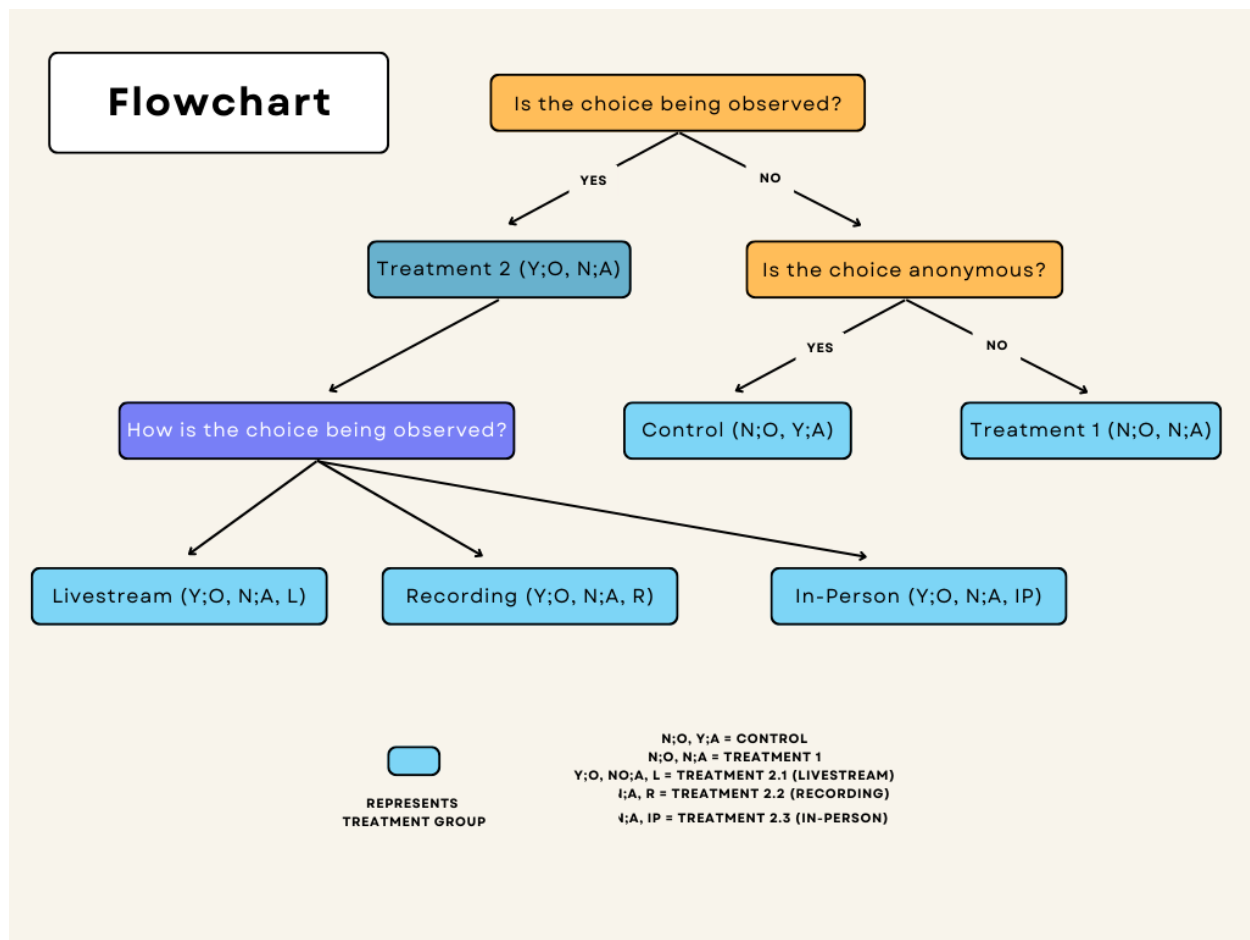 Flowchart
Is the choice being observed?
YES
NO
Treatment 2 (Y;O, N;A)
Is the choice anonymous?
YES
NO
How is the choice being observed?
Control (N;O, Y;A)
Treatment 1 (N;O, N;A)
Livestream (Y;O, N;A, L)
Recording (Y;O, N;A, R)
In-Person (Y;O, N;A, IP)
REPRESENTS
TREATMENT GROUP
N;O, Y;A = CONTROL
N;O, N;A = TREATMENT 1
Y;O, NO;A, L = TREATMENT 2.1 (LIVESTREAM)
;A, R = TREATMENT 2.2 (RECORDING)
;A, IP = TREATMENT 2.3 (IN-PERSON)